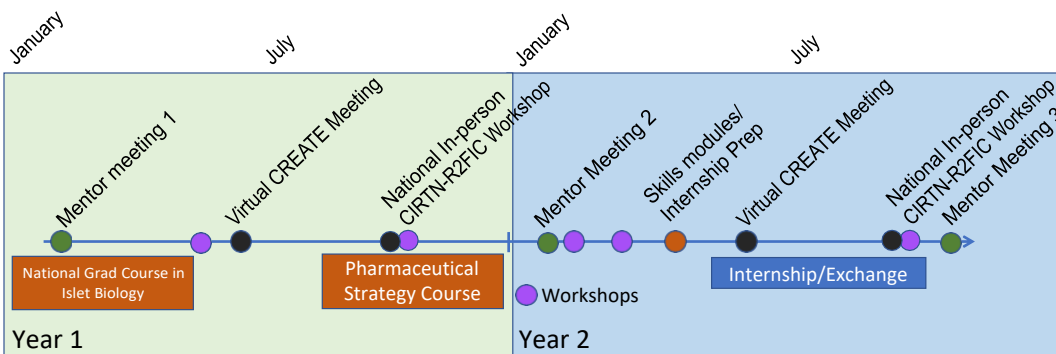 January
July
January
July
Mentor meeting 1
Virtual CREATE Meeting
National In-person
CIRTN-R2FIC Workshop
Mentor Meeting 2
Skills modules/
Internship Prep
Virtual CREATE Meeting
National In-person
CIRTN-R2FIC Workshop
Mentor Meeting 3
National Grad Course in
Islet Biology
Pharmaceutical
Strategy Course
Internship/Exchange
Workshops
Year 1
Year 2